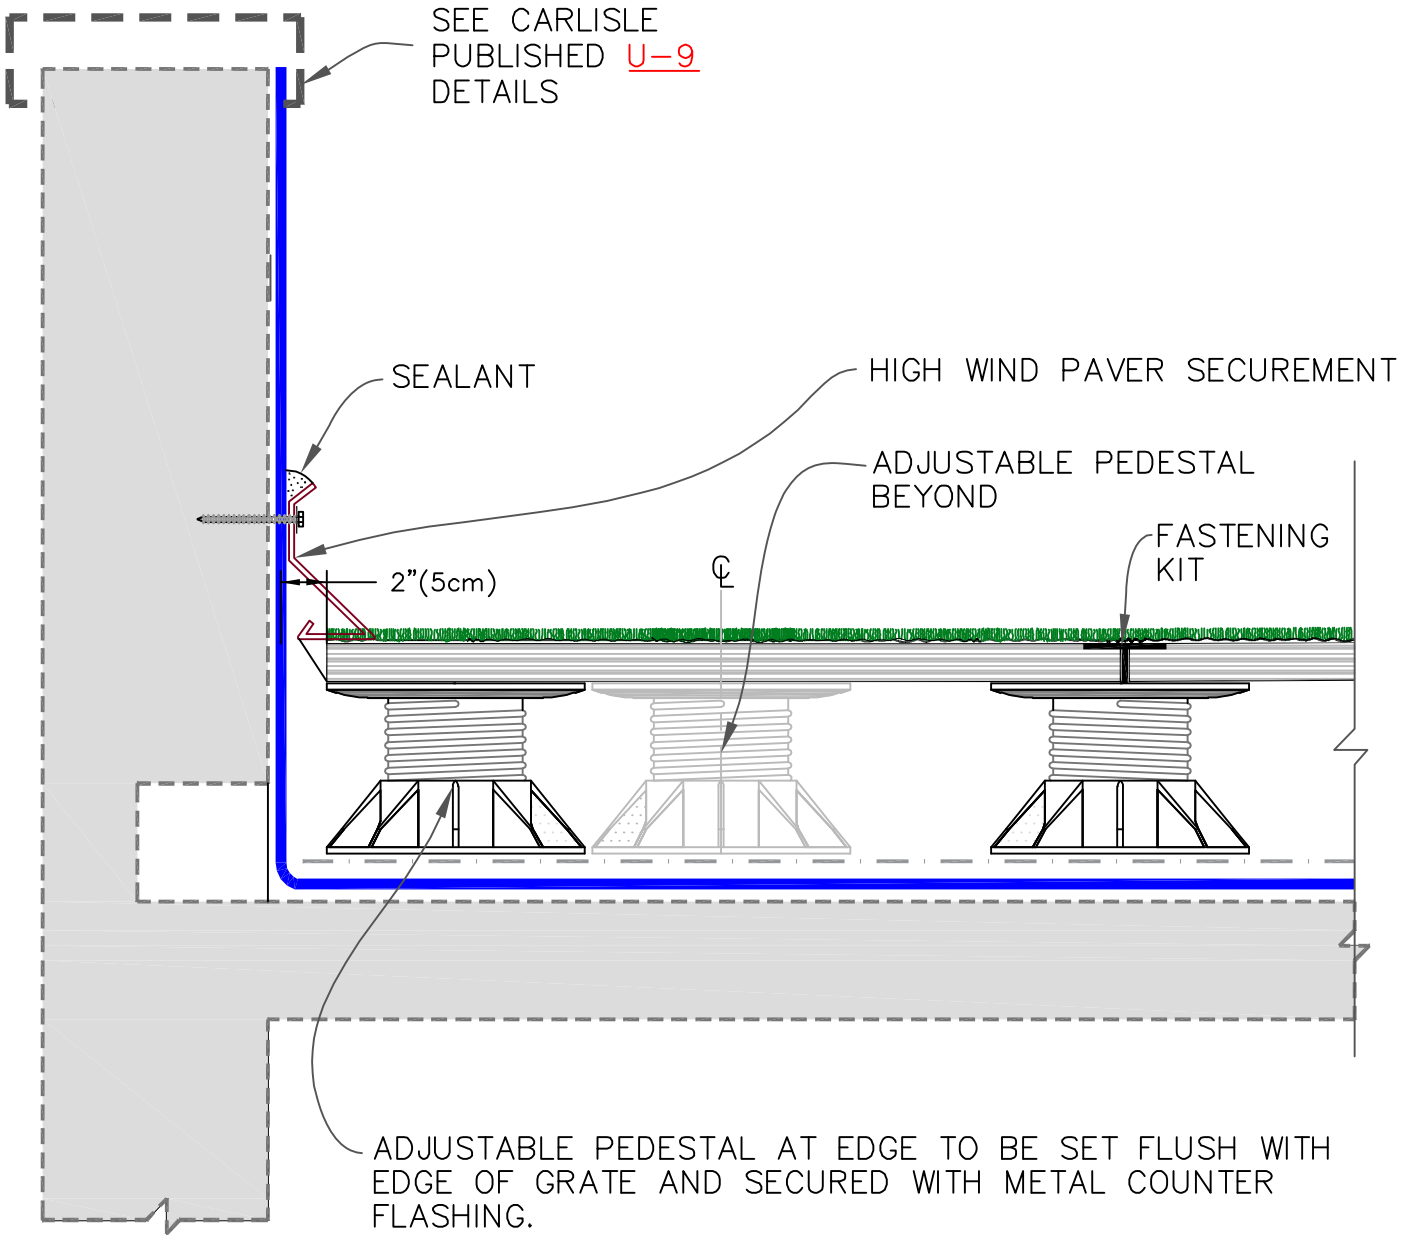 SEE CARLISLE
PUBLISHED U-9
DETAILS
SEALANT
HIGH WIND PAVER SECUREMENT
ADJUSTABLE PEDESTAL
BEYOND
FASTENING
KIT
℄
2"(5cm)
ADJUSTABLE PEDESTAL AT EDGE TO BE SET FLUSH WITH
EDGE OF GRATE AND SECURED WITH METAL COUNTER
FLASHING.